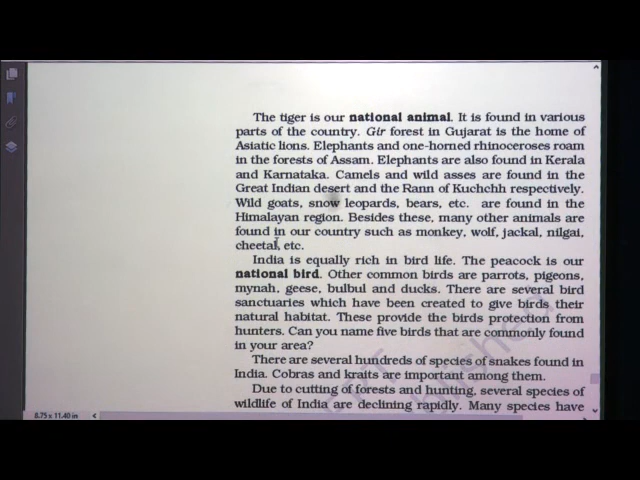 The tiger is our national animal. It is found in various
parts of the country. Gir forest in Gujarat is the home of
Asiatic lions. Elephants and one-horned rhinoceroses roam
in the forests of Assam. Elephants are also found in Kerala
and Karnataka. Camels and wild asses are found in the
Great Indian desert and the Rann of Kuchchh respectively.
Wild goats, snow leopards, bears, etc. are found in the
Himalayan region. Besides these, many other animals are
found in our country such as monkey, wolf, jackal, nilgai,
cheetal, etc.
India is equally rich in bird life. The peacock is our
national bird. Other common birds are parrots, pigeons,
mynah, geese, bulbul and ducks. There are several bird
sanctuaries which have been created to give birds their
natural habitat. These provide the birds protection from
hunters. Can you name five birds that are commonly found
in your area?
There are several hundreds of species of snakes found in
India. Cobras and kraits are important among them.
Due to cutting of forests and hunting, several species of
wildlife of India are declining rapidly. Many species have
8.75 x 11.40 in